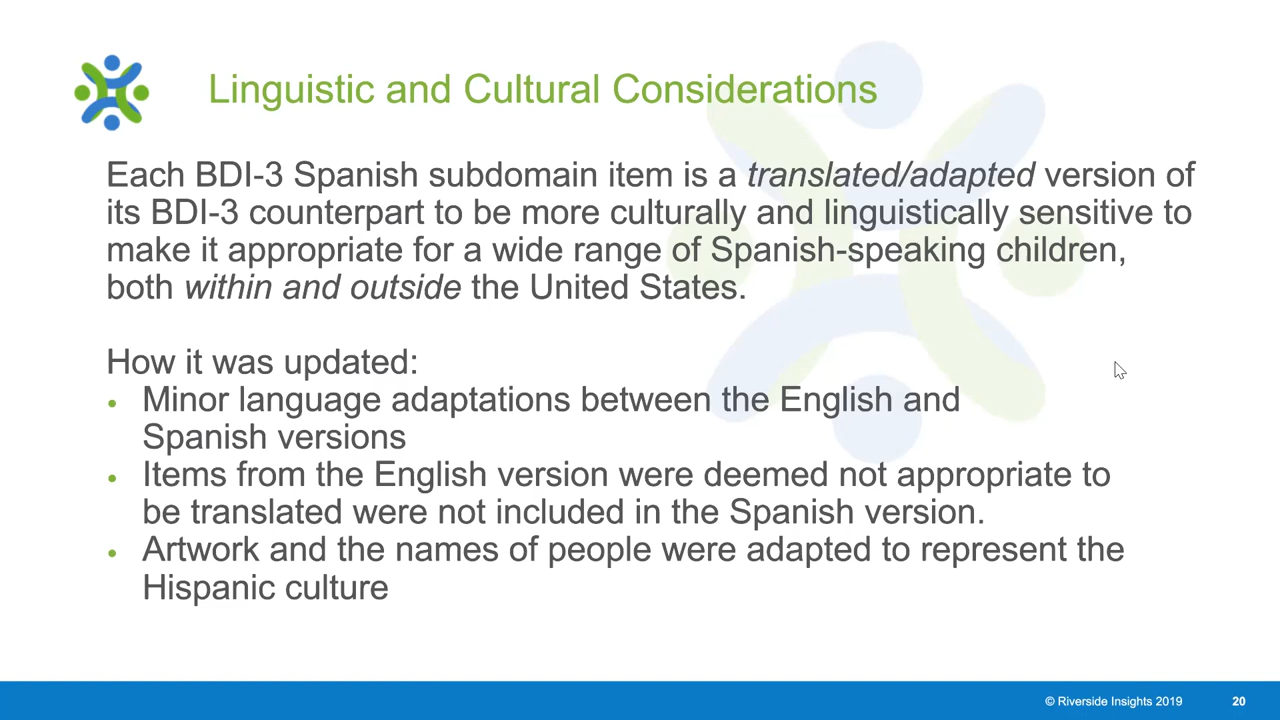 Linguistic and Cultural Considerations
Each BDI-3 Spanish subdomain item is a translated/adapted version of
its BDI-3 counterpart to be more culturally and linguistically sensitive to
make it appropriate for a wide range of Spanish-speaking children,
both within and outside the United States.
How it was updated:
• Minor language adaptations between the English and
Spanish versions
• Items from the English version were deemed not appropriate to
be translated were not included in the Spanish version.
• Artwork and the names of people were adapted to represent the
Hispanic culture
© Riverside Insights 2019 20